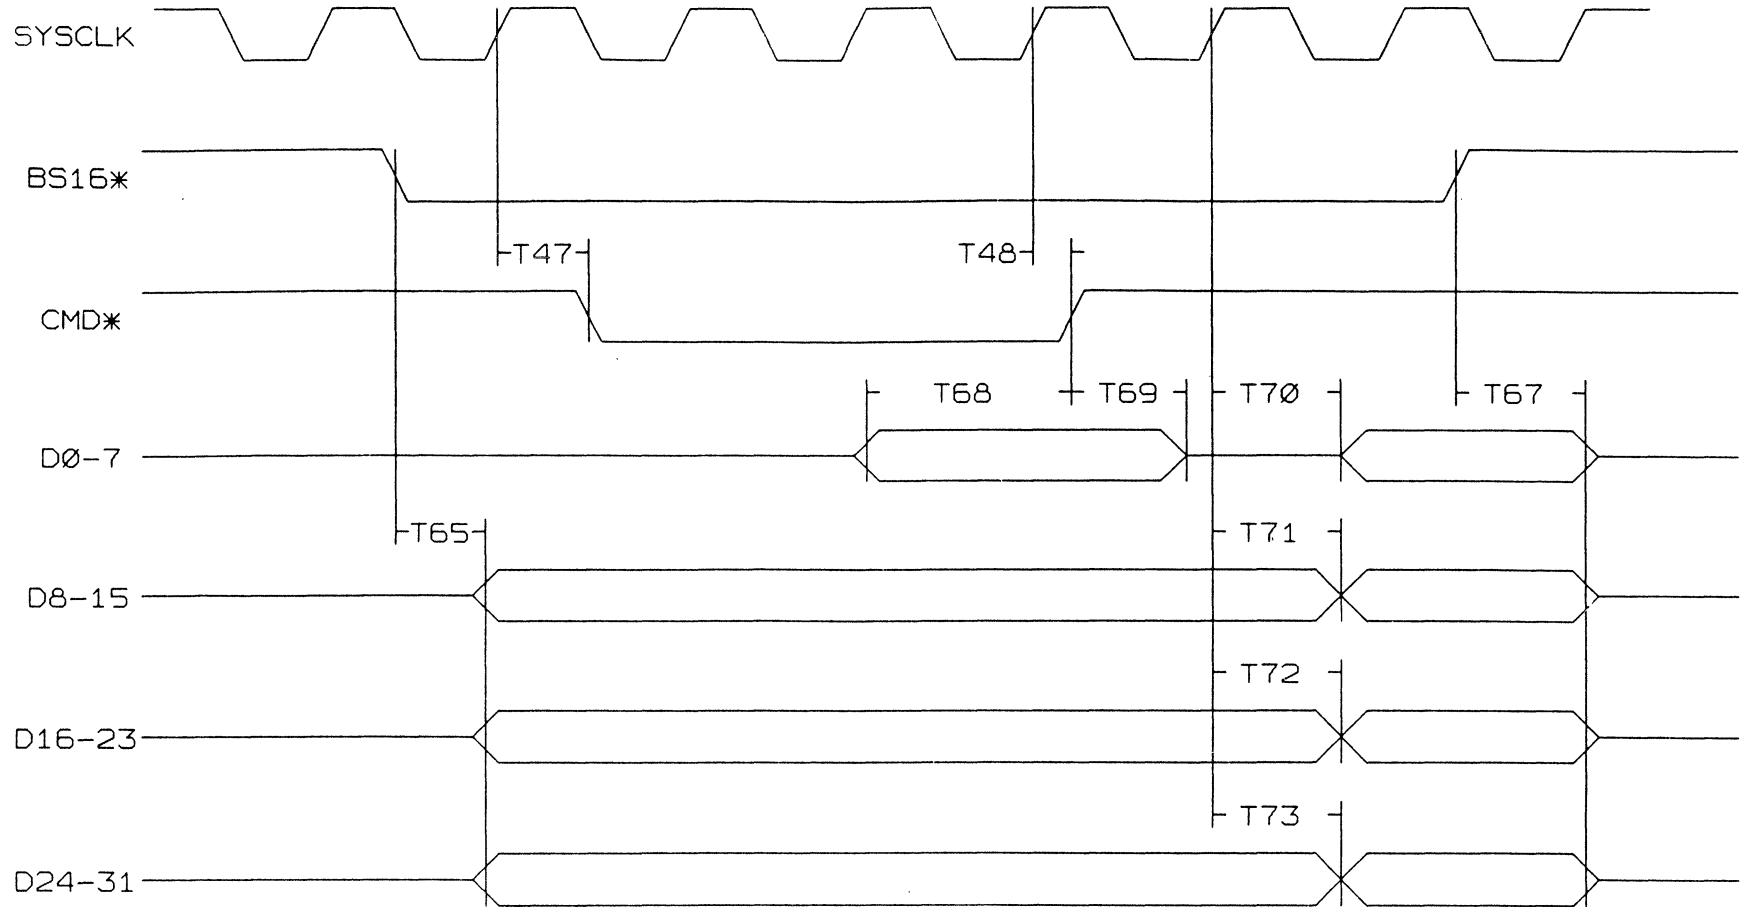 SYSCLK
BS16*
T47
T48
CMD*
T68
T69
T7Ø
T67
DØ-7
T65
T71
D8-15
T72
D16-23
T73
D24-31